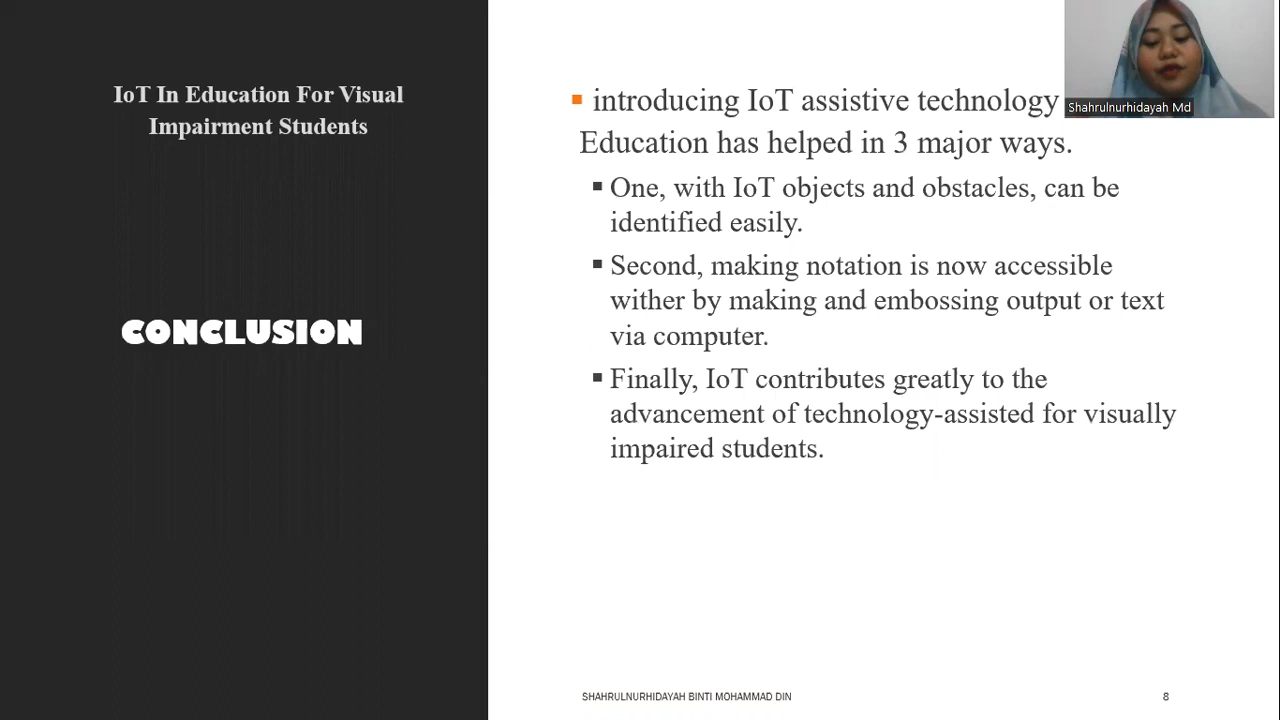 IoT In Education For Visual
Impairment Students
CONCLUSION
introducing IoT assistive technology
Education has helped in 3 major ways.
One, with IoT objects and obstacles, can be
identified easily.
Second, making notation is now accessible
wither by making and embossing output or text
via computer.
Finally, IoT contributes greatly to the
advancement of technology-assisted for visually
impaired students.
Shahrulnurhidayah Md
SHAHRULNURHIDAYAH BINTI MOHAMMAD DIN
8